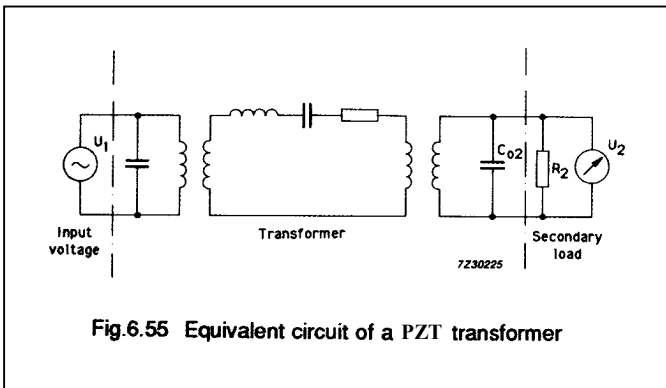 U1
Co2
R2
U2
Input
voltage
Transformer
Secondary
load
7Z30225
Fig.6.55 Equivalent circuit of a PZT transformer